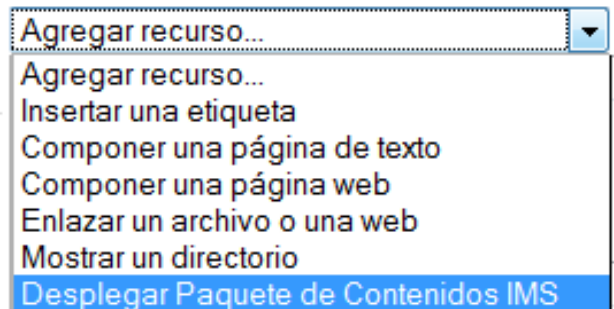 Agregar recurso...
Agregar recurso...
Insertar una etiqueta
Componer una página de texto
Componer una página web
Enlazar un archivo o una web
Mostrar un directorio
Desplegar Paquete de Contenidos IMS